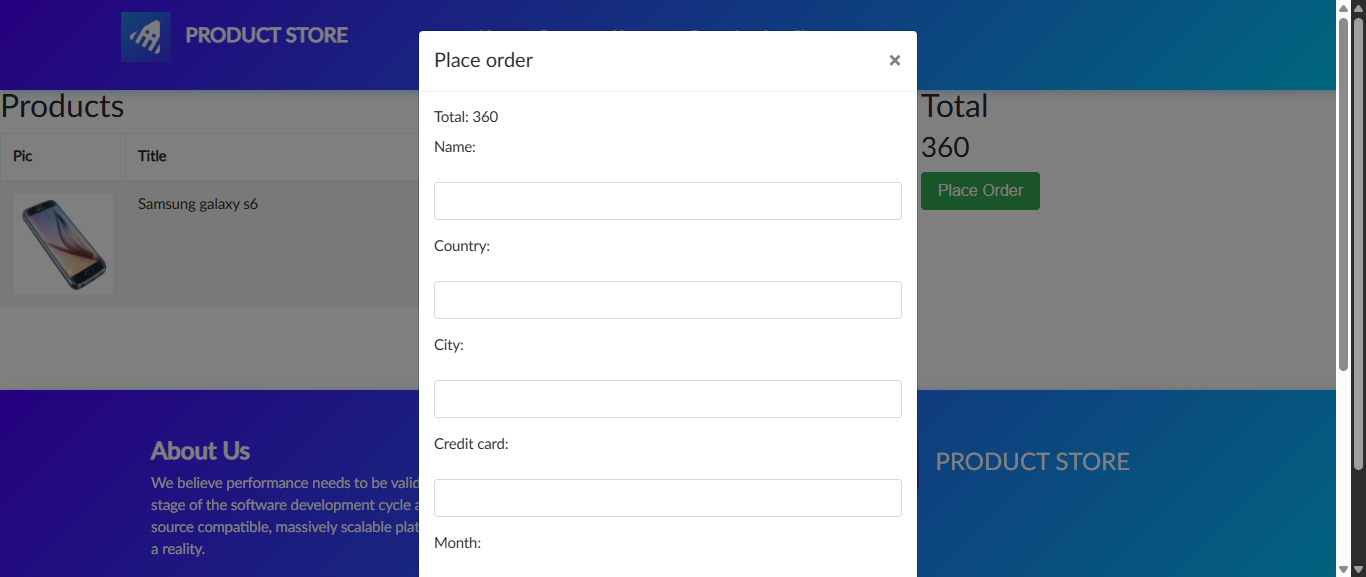 PRODUCT STORE
Place order
×
Products
Total
Total: 360
Name:
360
Pic
Title
Place Order
Samsung galaxy s6
Country:
City:
Credit card:
About Us
PRODUCT STORE
We believe performance needs to be
stage of the software development cycle
source compatible, massively scalable
a reality.
Month: